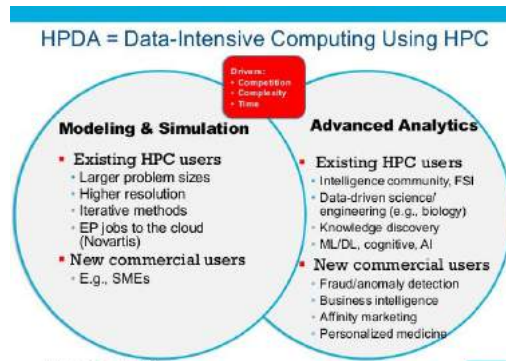 HPDA = Data-Intensive Computing Using HPC
Drivers:
• Competition
• Complexity
• Time
Modeling & Simulation
▪ Existing HPC users
• Larger problem sizes
• Higher resolution
• Iterative methods
• EP jobs to the cloud
(Novartis)
▪ New commercial users
• E.g., SMEs
Advanced Analytics
▪ Existing HPC users
• Intelligence community, FSI
• Data-driven science/
engineering (e.g., biology)
• Knowledge discovery
• ML/DL, cognitive, AI
▪ New commercial users
• Fraud/anomaly detection
• Business intelligence
• Affinity marketing
• Personalized medicine